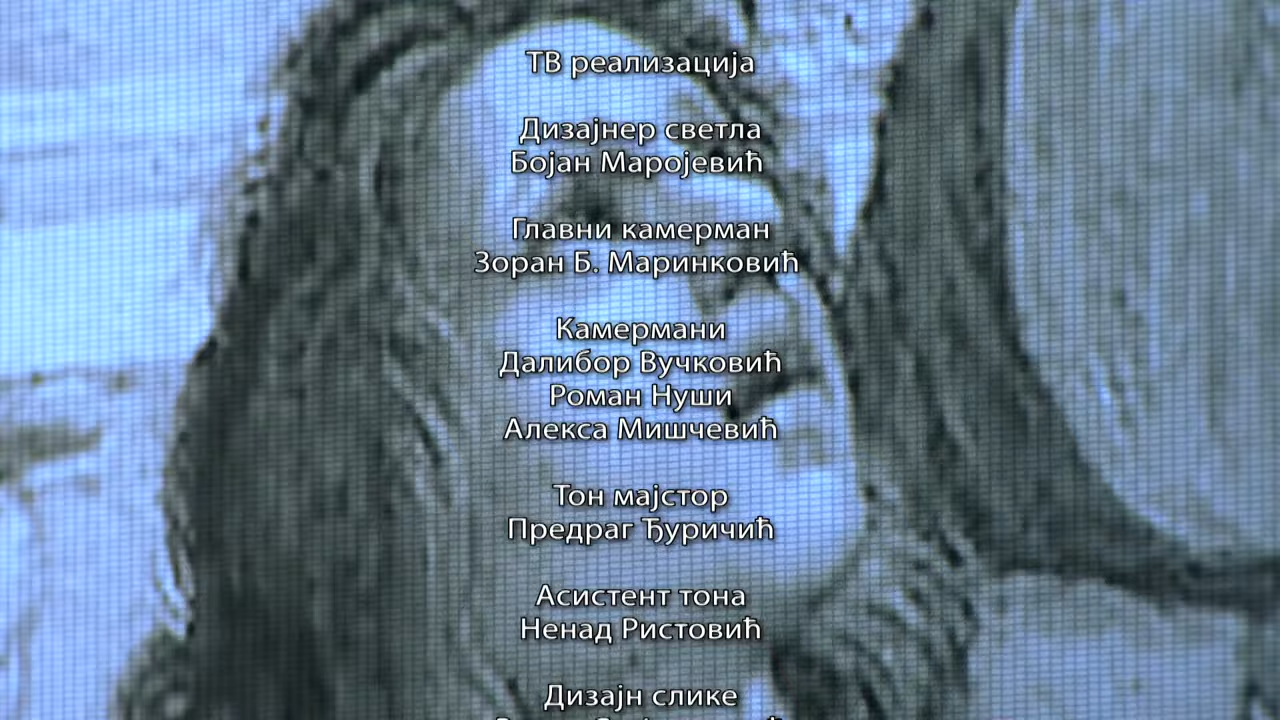 ТВ реализација
Дизајнер светла
Бојан Маројевић
Главни камерман
Зоран Б. Маринковић
Камермани
Далибор Вучковић
Роман Нуши
Алекса Мишчевић
Тон мајстор
Предраг Ђуричић
Асистент тона
Ненад Ристовић
Дизајн слике